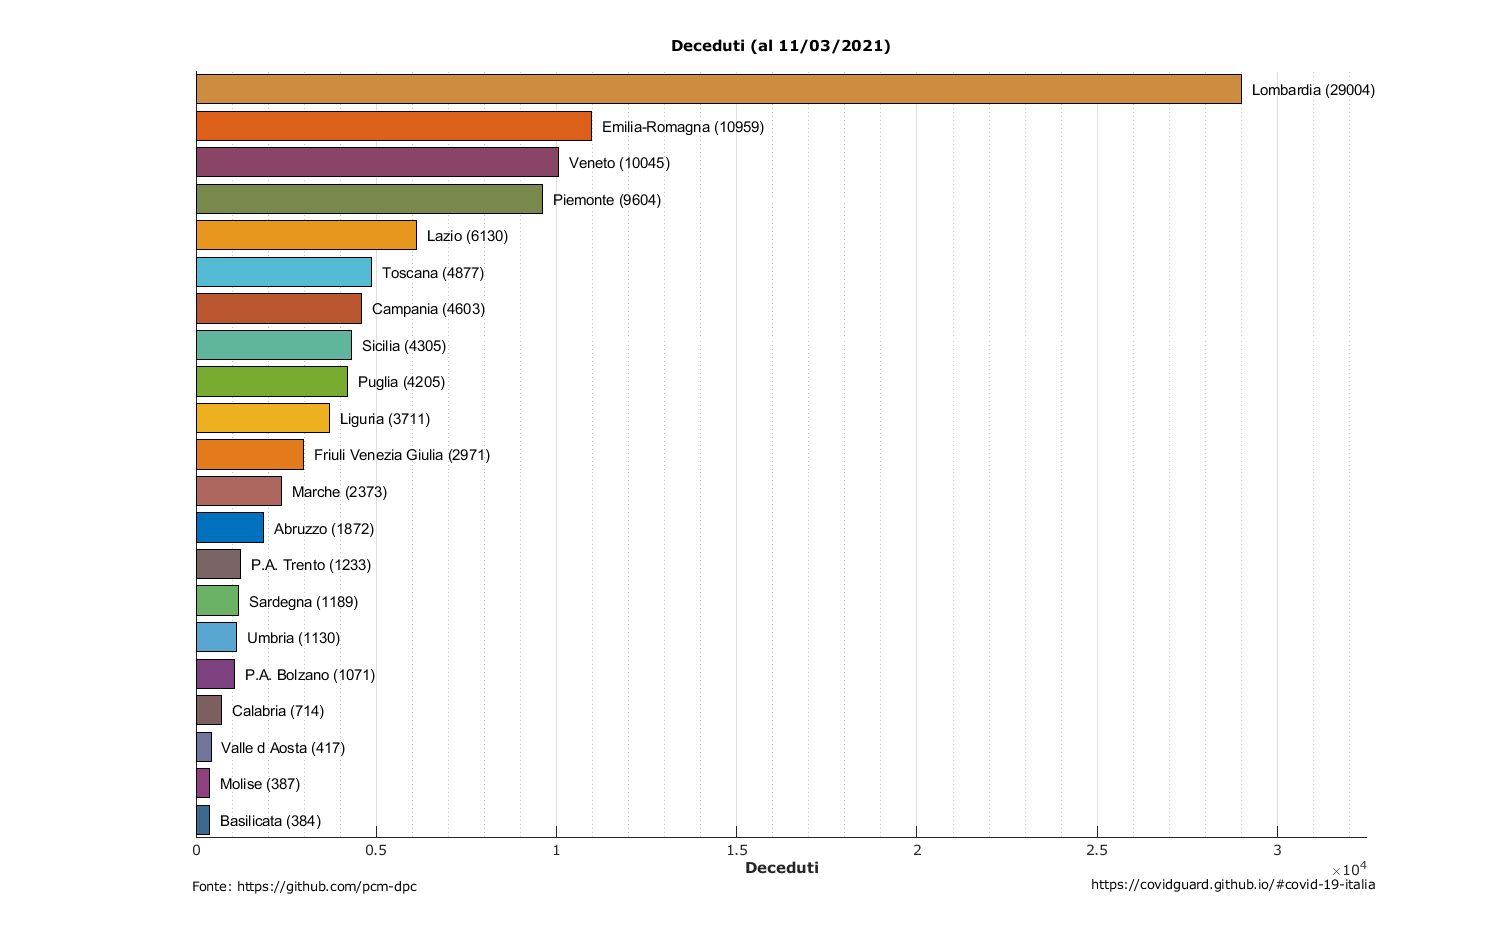 Deceduti (al 11/03/2021)
Lombardia (29004)
Emilia-Romagna (10959)
Veneto (10045)
Piemonte (9604)
Lazio (6130)
Toscana (4877)
Campania (4603)
Sicilia (4305)
Puglia (4205)
Liguria (3711)
Friuli Venezia Giulia (2971)
Marche (2373)
Abruzzo (1872)
P.A. Trento (1233)
Sardegna (1189)
Umbria (1130)
P.A. Bolzano (1071)
Calabria (714)
Valle d Aosta (417)
Molise (387)
Basilicata (384)
0 0.5 1 1.5 2 2.5 3
×10⁴
Deceduti
Fonte: https://github.com/pcm-dpc
https://covidguard.github.io/#covid-19-italia